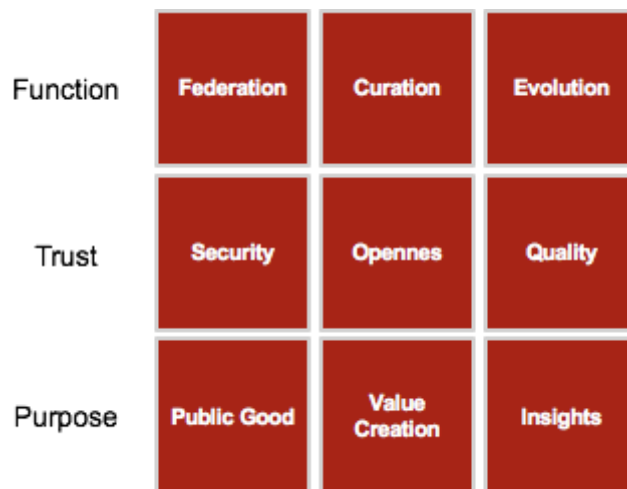 Function Federation Curation Evolution
Trust Security Opennes Quality
Purpose Public Good Value Creation Insights